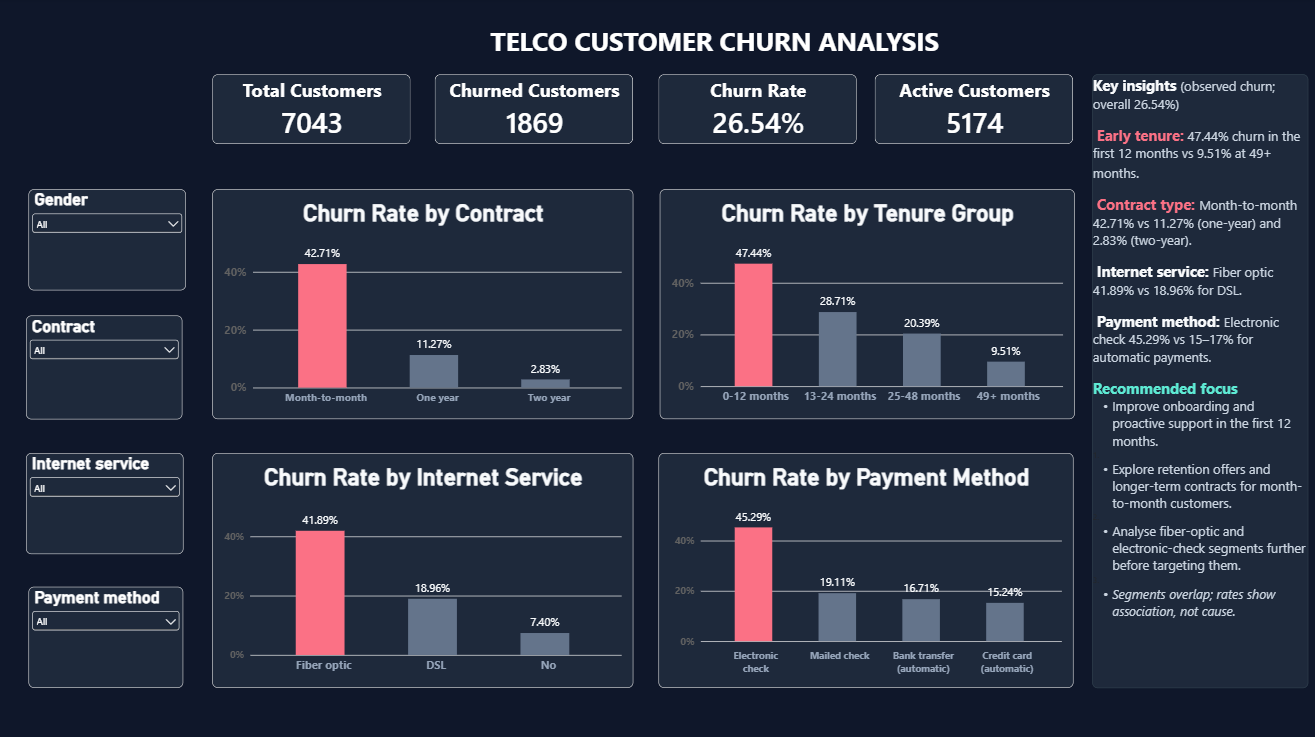 TELCO CUSTOMER CHURN ANALYSIS
Total Customers
7043
Churned Customers
1869
Churn Rate
26.54%
Active Customers
5174
Gender
All
Contract
All
Internet service
All
Payment method
All
Churn Rate by Contract
42.71%
40%
20%
11.27%
2.83%
0%
Month-to-month
One year
Two year
Churn Rate by Tenure Group
47.44%
40%
28.71%
20.39%
20%
9.51%
0%
0-12 months
13-24 months
25-48 months
49+ months
Churn Rate by Internet Service
41.89%
40%
20%
18.96%
7.40%
0%
Fiber optic
DSL
No
Churn Rate by Payment Method
45.29%
40%
19.11%
20%
16.71%
15.24%
0%
Electronic
check
Mailed check
Bank transfer
(automatic)
Credit card
(automatic)
Key insights (observed churn;
overall 26.54%)
Early tenure: 47.44% churn in the
first 12 months vs 9.51% at 49+
months.
Contract type: Month-to-month
42.71% vs 11.27% (one-year) and
2.83% (two-year).
Internet service: Fiber optic
41.89% vs 18.96% for DSL.
Payment method: Electronic
check 45.29% vs 15–17% for
automatic payments.
Recommended focus
• Improve onboarding and
proactive support in the first 12
months.
• Explore retention offers and
longer-term contracts for month-
to-month customers.
• Analyse fiber-optic and
electronic-check segments further
before targeting them.
• Segments overlap; rates show
association, not cause.